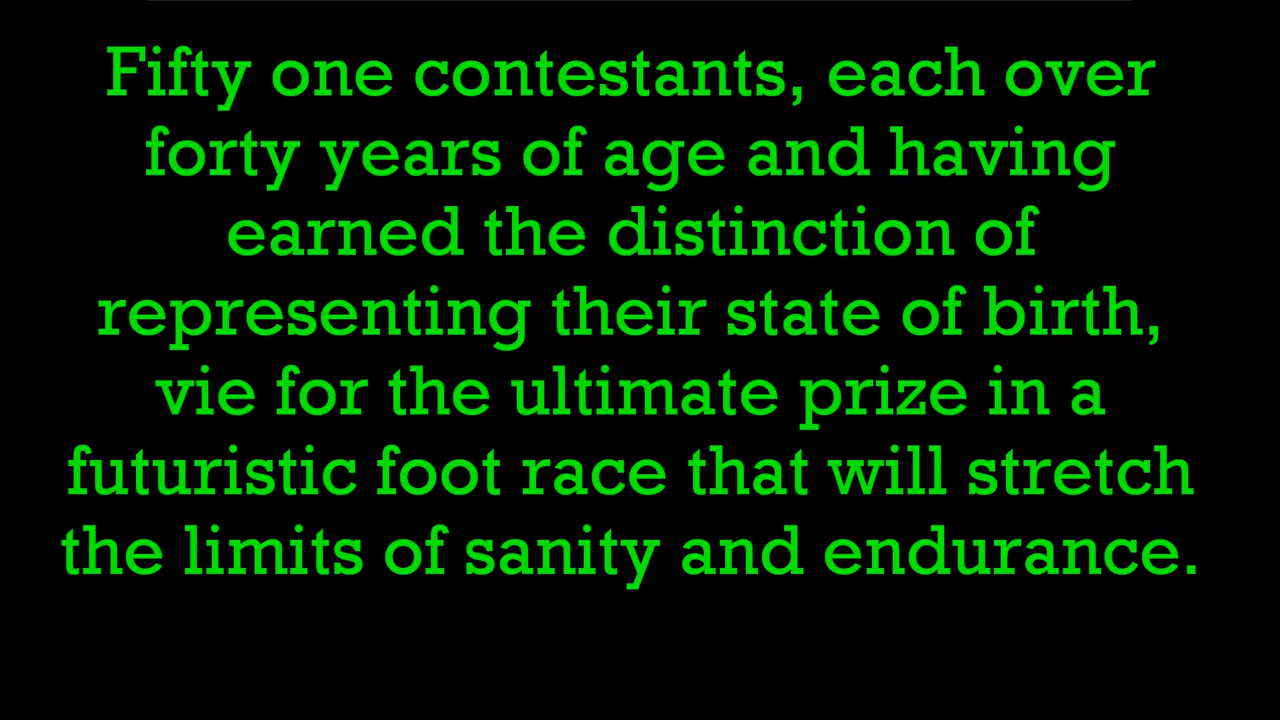 Fifty one contestants, each over
forty years of age and having
earned the distinction of
representing their state of birth,
vie for the ultimate prize in a
futuristic foot race that will stretch
the limits of sanity and endurance.